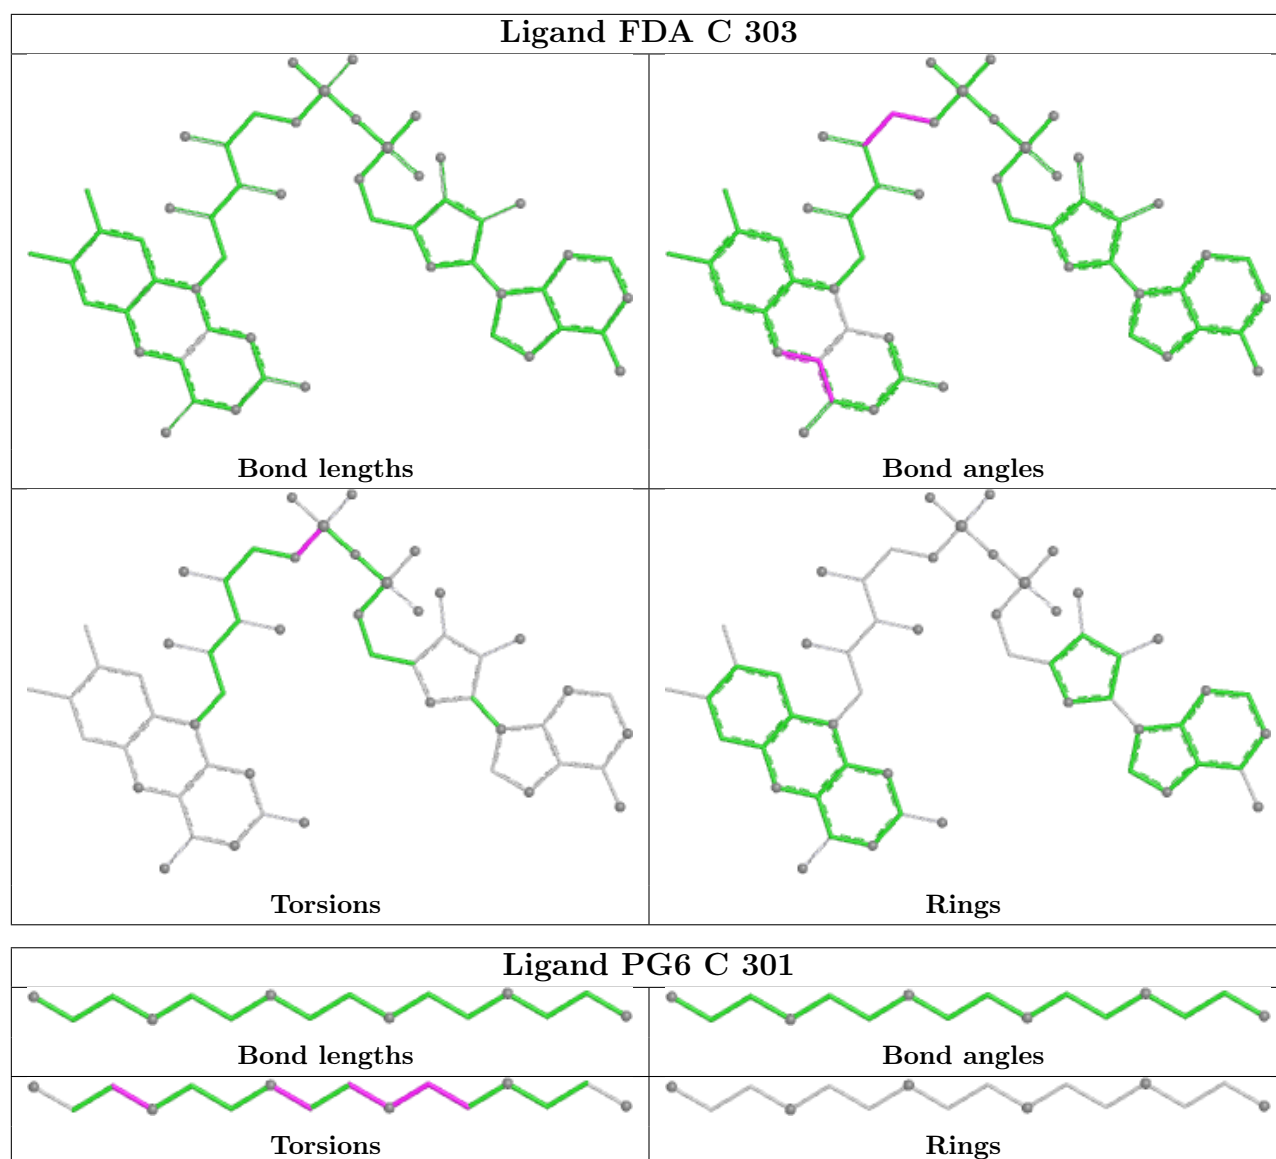 Ligand FDA C 303
Bond lengths
Bond angles
Torsions
Rings
Ligand PG6 C 301
Bond lengths
Bond angles
Torsions
Rings